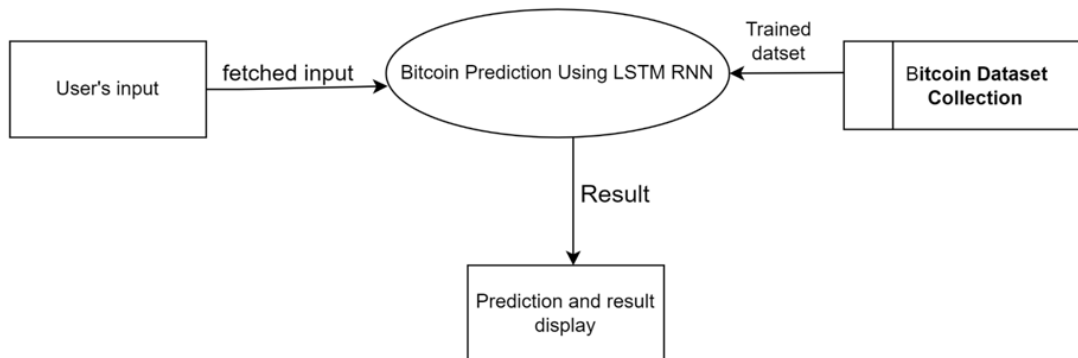 User's input
fetched input
Bitcoin Prediction Using LSTM RNN
Trained
datset
Bitcoin Dataset
Collection
Result
Prediction and result
display